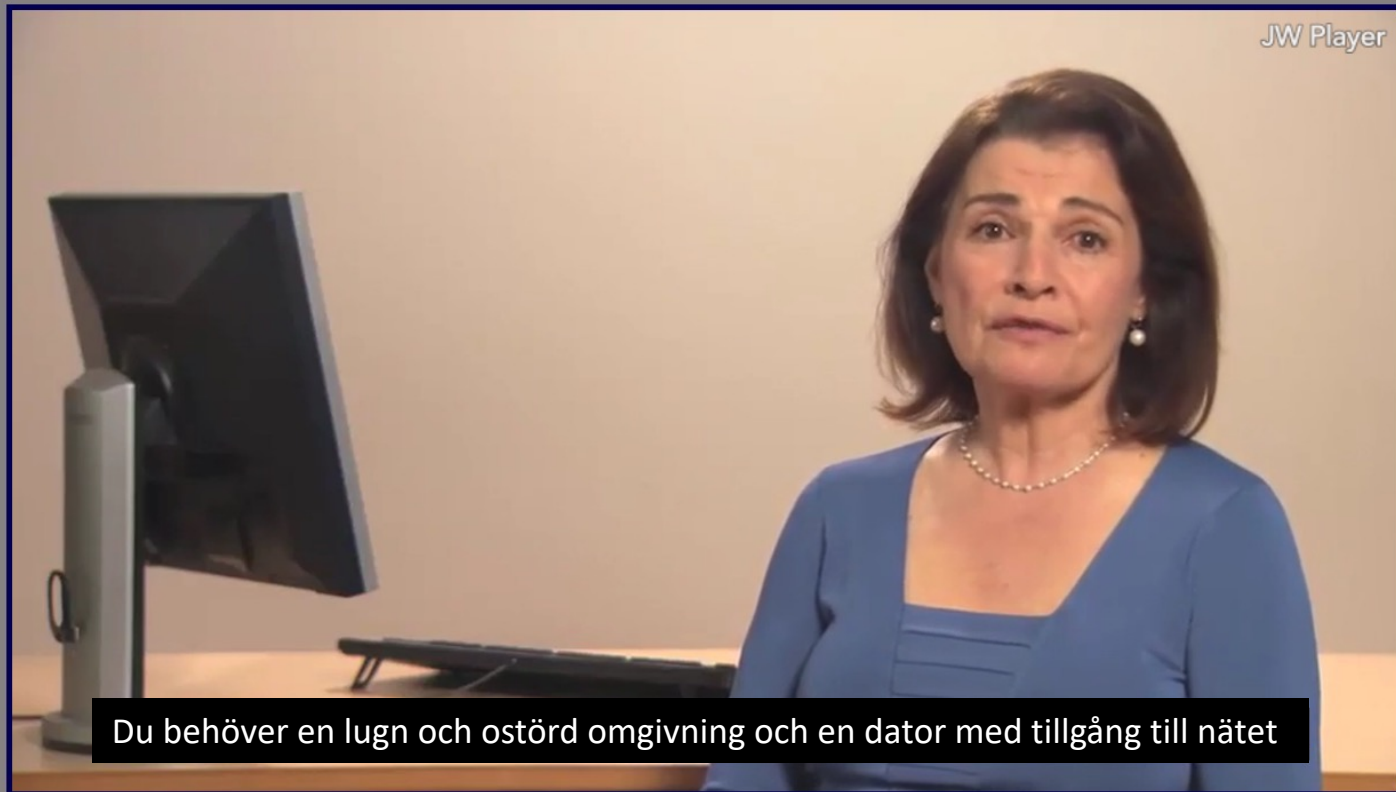 JW Player
Du behöver en lugn och ostörd omgivning och en dator med tillgång till nätet